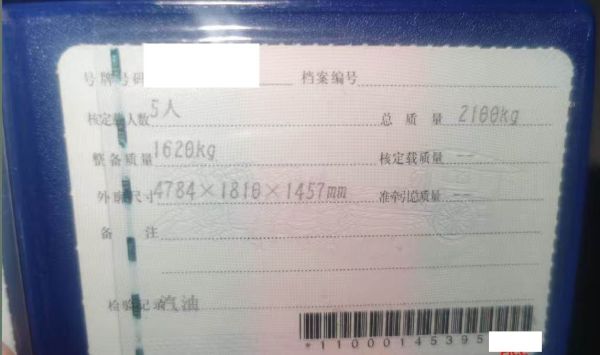 号牌号码 档案编号
核定载人数 5人 总质量 2100kg
整备质量 1620kg 核定载质量 --
外廓尺寸 4784×1810×1457mm 准牵引总质量 --
备注
检验记录 汽油
*11000145395